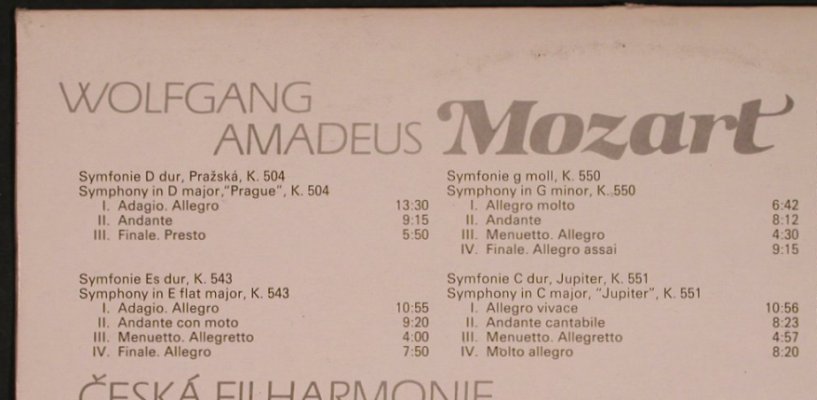 WOLFGANG
AMADEUS Mozart
Symfonie D dur, Pražská, K. 504
Symphony in D major, "Prague", K. 504
I. Adagio. Allegro 13:30
II. Andante 9:15
III. Finale. Presto 5:50
Symfonie Es dur, K. 543
Symphony in E flat major, K. 543
I. Adagio. Allegro 10:55
II. Andante con moto 9:20
III. Menuetto. Allegretto 4:00
IV. Finale. Allegro 7:50
Symfonie g moll, K. 550
Symphony in G minor, K. 550
I. Allegro molto 6:42
II. Andante 8:12
III. Menuetto. Allegro 4:30
IV. Finale. Allegro assai 9:15
Symfonie C dur, Jupiter, K. 551
Symphony in C major, "Jupiter", K. 551
I. Allegro vivace 10:56
II. Andante cantabile 8:23
III. Menuetto. Allegretto 4:57
IV. Molto allegro 8:20
ČESKÁ FILHARMONIE